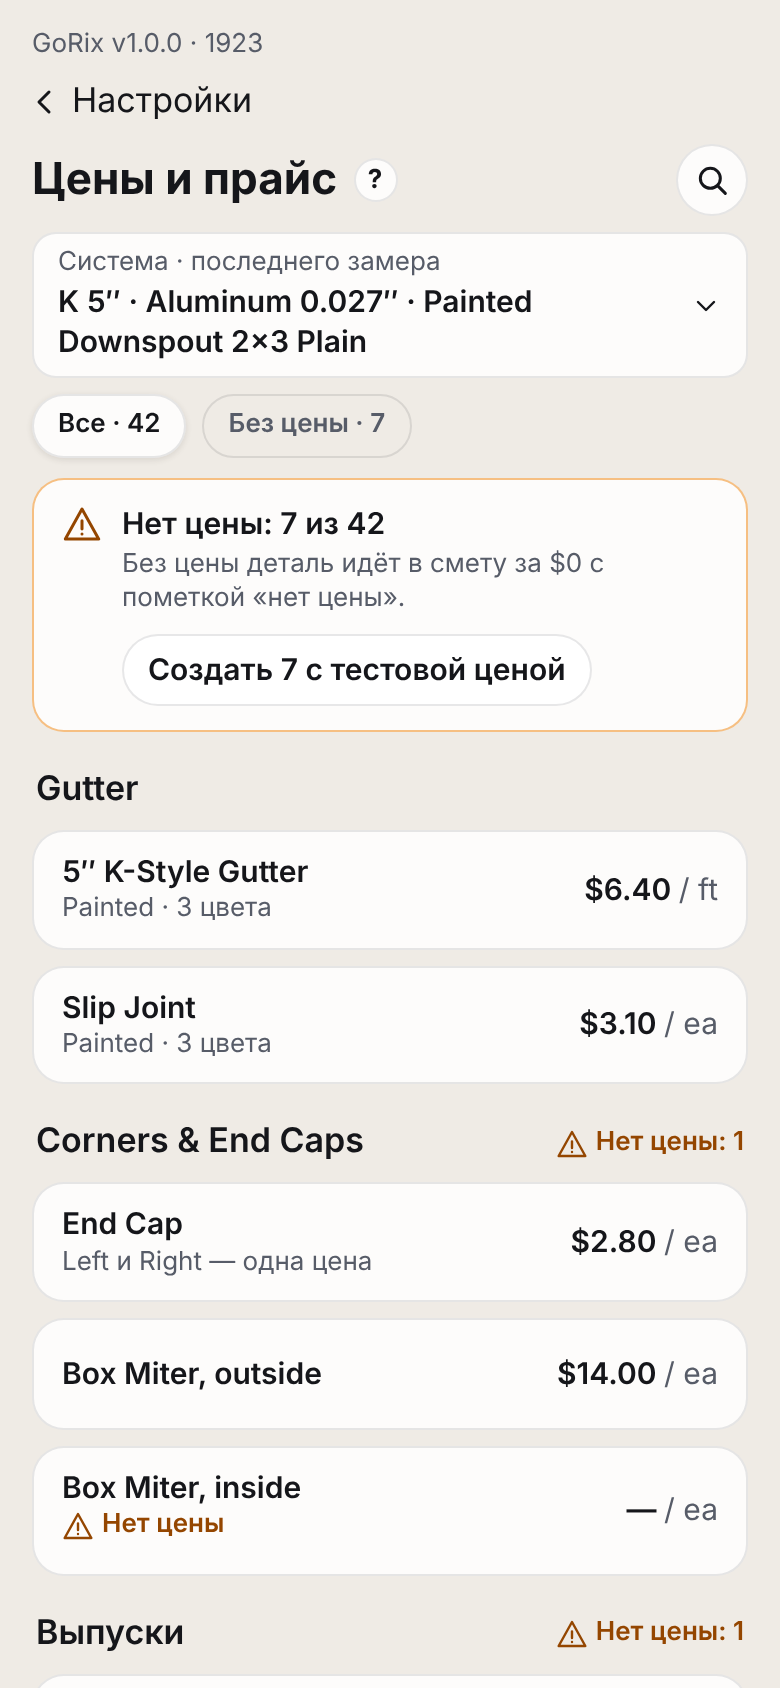 GoRix v1.0.0 · 1923
Настройки
Цены и прайс ?
Система · последнего замера
K 5″ · Aluminum 0.027″ · Painted
Downspout 2×3 Plain
Все · 42 Без цены · 7
Нет цены: 7 из 42
Без цены деталь идёт в смету за $0 с
пометкой «нет цены».
Создать 7 с тестовой ценой
Gutter
5″ K-Style Gutter
Painted · 3 цвета
$6.40 / ft
Slip Joint
Painted · 3 цвета
$3.10 / ea
Corners & End Caps Нет цены: 1
End Cap
Left и Right — одна цена
$2.80 / ea
Box Miter, outside $14.00 / ea
Box Miter, inside
Нет цены
— / ea
Выпуски Нет цены: 1